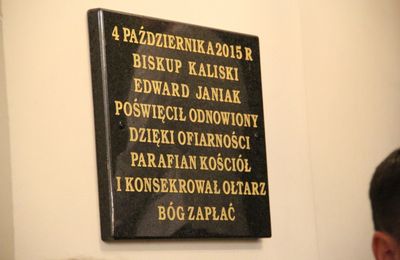 4 PAŹDZIERNIKA 2015 R
BISKUP KALISKI
EDWARD JANIAK
POŚWIĘCIŁ ODNOWIONY
DZIĘKI OFIARNOŚCI
PARAFIAN KOŚCIÓŁ
I KONSEKROWAŁ OŁTARZ
BÓG ZAPŁAĆ